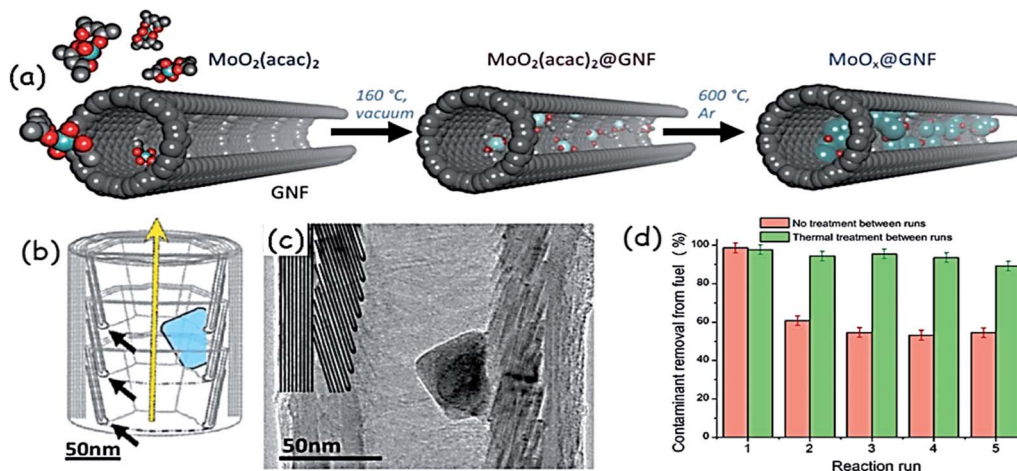 (a)
MoO₂(acac)₂
MoO₂(acac)₂@GNF
MoOₓ@GNF
160 °C,
vacuum
600 °C,
Ar
GNF
(b)
50nm
(c)
50nm
(d)
No treatment between runs
Thermal treatment between runs
Contaminant removal from fuel (%)
100
80
60
40
20
0
1
2
3
4
5
Reaction run